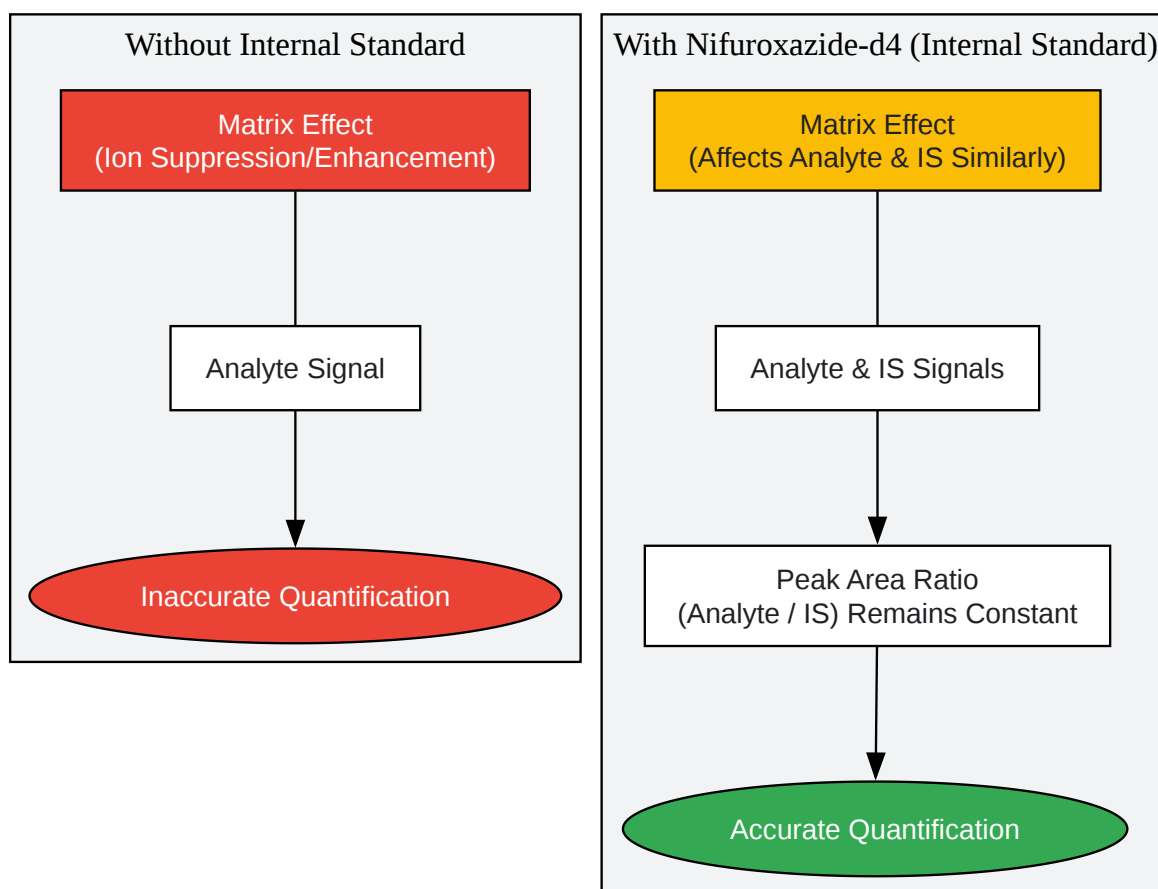 Without Internal Standard
Matrix Effect
(Ion Suppression/Enhancement)
Analyte Signal
Inaccurate Quantification
With Nifuroxazide-d4 (Internal Standard)
Matrix Effect
(Affects Analyte & IS Similarly)
Analyte & IS Signals
Peak Area Ratio
(Analyte / IS) Remains Constant
Accurate Quantification